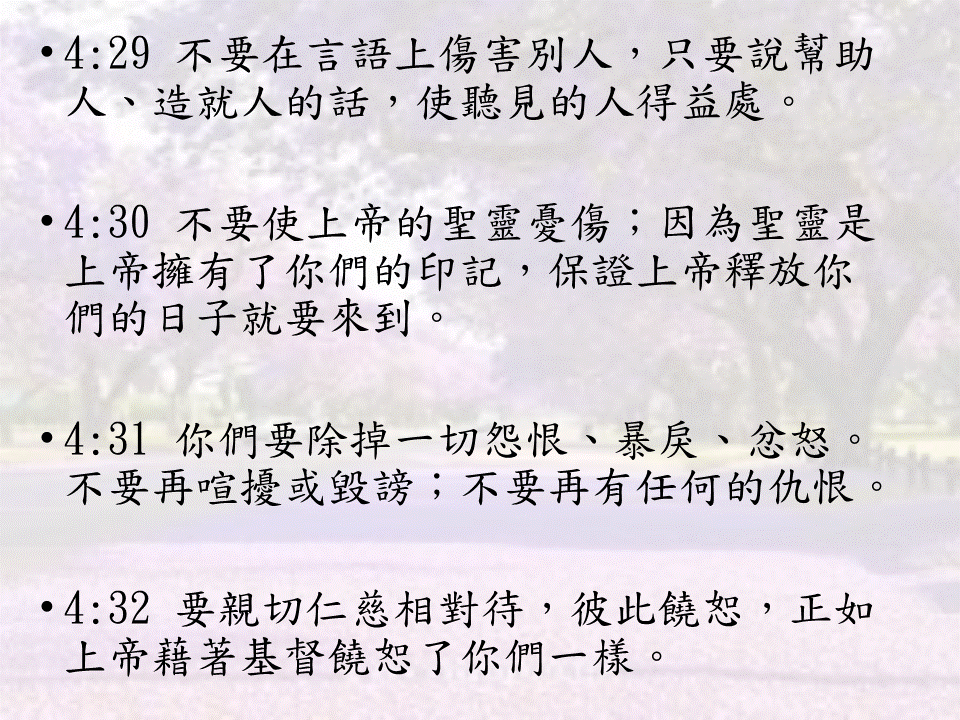 •4:29 不要在言語上傷害別人，只要說幫助
人、造就人的話，使聽見的人得益處。
•4:30 不要使上帝的聖靈憂傷；因為聖靈是
上帝擁有了你們的印記，保證上帝釋放你
們的日子就要來到。
•4:31 你們要除掉一切怨恨、暴戾、忿怒。
不要再喧擾或毀謗；不要再有任何的仇恨。
•4:32 要親切仁慈相對待，彼此饒恕，正如
上帝藉著基督饒恕了你們一樣。